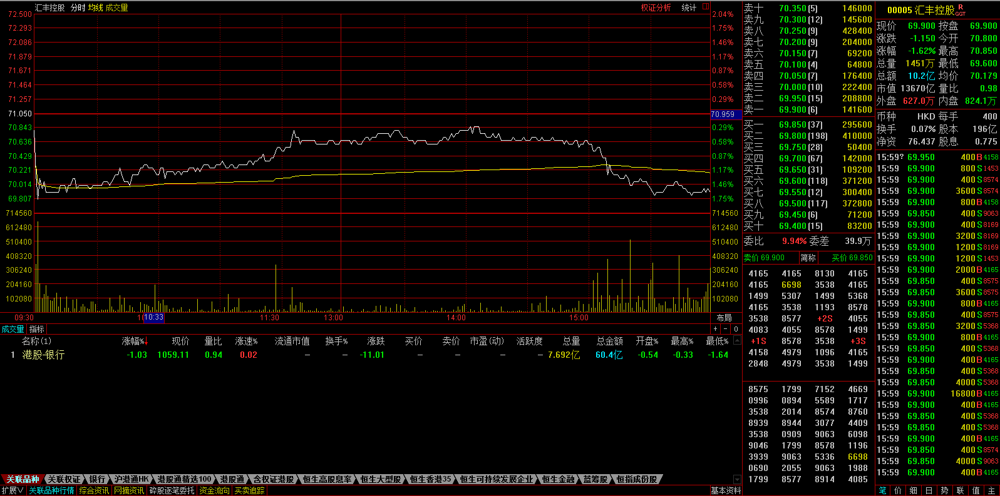 汇丰控股 分时 均线 成交量 权证分析 统计
72.500 2.04%
72.293 1.75%
72.086 1.46%
71.879 1.17%
71.671 0.87%
71.464 0.58%
71.257 0.29%
71.050 70.959
70.843 0.29%
70.636 0.58%
70.429 0.87%
70.221 1.17%
70.014 1.46%
69.807 1.75%
714560 714560
612480 612480
510400 510400
408320 408320
306240 306240
204160 204160
102080 102080
09:30 10:33 11:30 13:00 14:00 15:00 布局
成交量 指标 + - 0
名称(1) 涨幅%↓ 现价 量比 涨速% 流通市值 换手% 涨跌 买价 卖价 市盈(动) 活跃度 总量 总金额 开盘% 最高% 最低%
1 港股-银行 -1.03 1059.11 0.94 0.02 — — -11.01 — — — — 7.692亿 60.4亿 -0.54 -0.33 -1.64
关联品种 关联权证 银行 沪港通HK 港股通精选100 港股通 含权证港股 恒生高股息率 恒生大型股 恒生香港35 恒生可持续发展企业 恒生金融 蓝筹股 恒指成份股
扩展∨ 关联品种行情 综合资讯 网摘资讯 碎股逐笔委托 资金流向 买卖追踪 基本资料
卖十 70.350(5) 146000
卖九 70.300(12) 145600
卖八 70.250(9) 428400
卖七 70.200(9) 204000
卖六 70.150(7) 69200
卖五 70.100(4) 64800
卖四 70.050(7) 176400
卖三 70.000(10) 222400
卖二 69.950(15) 208800
卖一 69.900(6) 141600
买一 69.850(37) 295600
买二 69.800(198) 410000
买三 69.750(28) 50400
买四 69.700(67) 142000
买五 69.650(31) 109200
买六 69.600(118) 371200
买七 69.550(12) 300400
买八 69.500(117) 372800
买九 69.450(6) 71200
买十 69.400(15) 83200
委比 9.94% 委差 39.9万
卖价 69.900 简称 买价 69.850
4165 4165 8130 4165
4165 6698 3538 4165
1499 5307 1499 5368
4165 3538 1193 8578
3538 8577 +2S 4055
4083 4055 8578 1499
+1S 8578 3538 +3S
4158 4979 1096 4165
2848 4979 3538 1499
8575 1799 7152 4669
0996 0894 5589 1717
3538 2014 8574 8760
8939 8944 3077 4409
3538 0909 9063 6098
9046 1799 8578 1196
3939 9063 5336 6698
0690 2055 9063 1988
1799 8577 8914 4085
00005 汇丰控股 R GGT
现价 69.900 按盘 69.900
涨跌 -1.150 今开 70.800
涨幅 -1.62% 最高 70.850
总量 1451万 最低 69.600
总额 10.2亿 均价 70.179
市值 13670亿 量比 0.98
外盘 627.0万 内盘 824.1万
币种 HKD 每手 400
换手 0.07% 股本 196亿
净资 76.437 股息 0.775
15:59? 69.950 400B 4158
15:59 69.900 800S 1453
15:59 69.900 400S 8574
15:59 69.900 3600S 8574
15:59 69.900 800B 4158
15:59 69.850 400S 9063
15:59 69.900 400S 8169
15:59 69.900 3200S 8169
15:59 69.900 1200S 8169
15:59 69.900 1200S 1453
15:59 69.900 2000B 4165
15:59 69.850 400S 8575
15:59 69.850 3600S 8575
15:59 69.900 800B 4165
15:59 69.850 400S 8575
15:59 69.850 3200S 5368
15:59 69.900 800B 4165
15:59 69.850 400S 5368
15:59 69.900 400B 4165
15:59 69.850 400S 5368
15:59 69.850 4000S 5368
15:59 69.900 16800B 4165
15:59 69.900 400B 4165
15:59 69.850 400S 5368
15:59 69.850 400S 5368
15:59 69.900 400B 4165
15:59 69.850 400S 8574
15:59 69.850 4000S 9063
15:59 69.900 400B 4165
笔 价 细 日 势 联 值 主